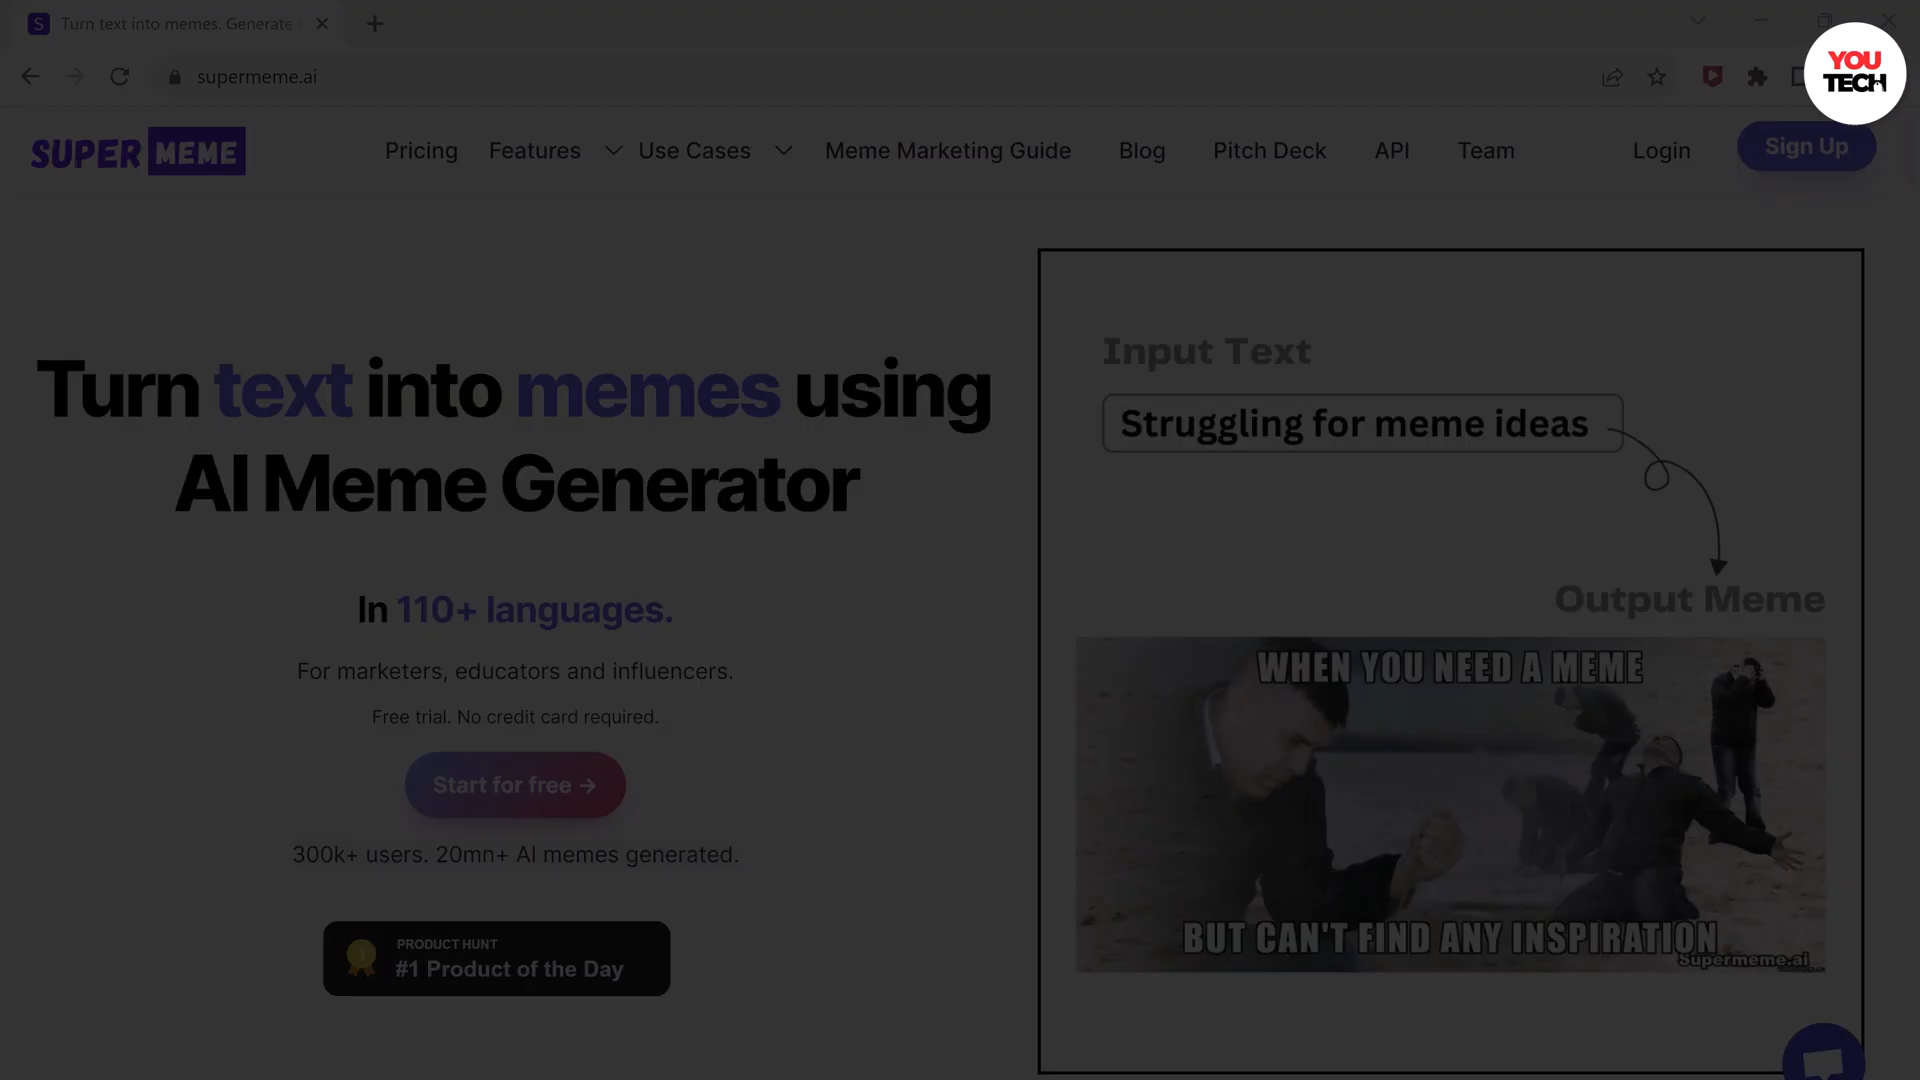 S Turn text into memes. Generate
supermeme.ai
YOU
TECH
SUPER MEME
Pricing Features Use Cases Meme Marketing Guide Blog Pitch Deck API Team Login Sign Up
Turn text into memes using
AI Meme Generator
In 110+ languages.
For marketers, educators and influencers.
Free trial. No credit card required.
Start for free →
300k+ users. 20mn+ AI memes generated.
PRODUCT HUNT
#1 Product of the Day
Input Text
Struggling for meme ideas
Output Meme
WHEN YOU NEED A MEME
BUT CAN'T FIND ANY INSPIRATION
Supermeme.ai